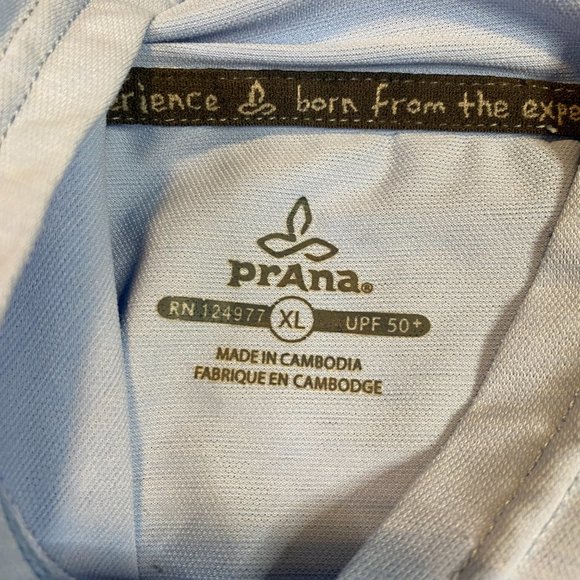 erience born from the expe
prAna®
RN 124977 XL UPF 50+
MADE IN CAMBODIA
FABRIQUE EN CAMBODGE